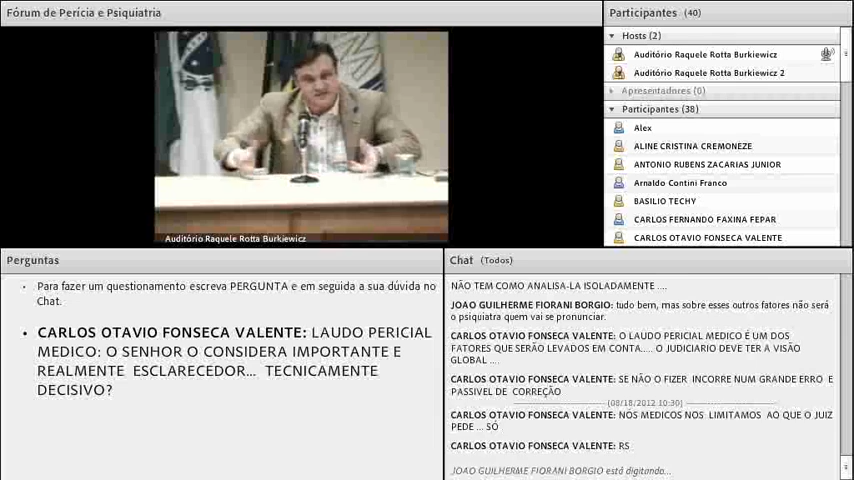 Fórum de Perícia e Psiquiatria
Auditório Raquele Rotta Burkiewicz
Participantes (40)
Hosts (2)
Auditório Raquele Rotta Burkiewicz
Auditório Raquele Rotta Burkiewicz 2
Apresentadores (0)
Participantes (38)
Alex
ALINE CRISTINA CREMONEZE
ANTONIO RUBENS ZACARIAS JUNIOR
Arnaldo Contini Franco
BASILIO TECHY
CARLOS FERNANDO FAXINA FEPAR
CARLOS OTAVIO FONSECA VALENTE
Perguntas
Para fazer um questionamento escreva PERGUNTA e em seguida a sua dúvida no
Chat.
CARLOS OTAVIO FONSECA VALENTE: LAUDO PERICIAL
MEDICO: O SENHOR O CONSIDERA IMPORTANTE E
REALMENTE ESCLARECEDOR... TECNICAMENTE
DECISIVO?
Chat (Todos)
NÃO TEM COMO ANALISA-LA ISOLADAMENTE ....
JOAO GUILHERME FIORANI BORGIO: tudo bem, mas sobre esses outros fatores não será
o psiquiatra quem vai se pronunciar.
CARLOS OTAVIO FONSECA VALENTE: O LAUDO PERICIAL MEDICO É UM DOS
FATORES QUE SERÃO LEVADOS EM CONTA..... O JUDICIARIO DEVE TER A VISÃO
GLOBAL ....
CARLOS OTAVIO FONSECA VALENTE: SE NÃO O FIZER INCORRE NUM GRANDE ERRO E
PASSIVEL DE CORREÇÃO
(08/18/2012 10:30)
CARLOS OTAVIO FONSECA VALENTE: NÓS MEDICOS NOS LIMITAMOS AO QUE O JUIZ
PEDE ... SÓ
CARLOS OTAVIO FONSECA VALENTE: RS
JOAO GUILHERME FIORANI BORGIO está digitando...